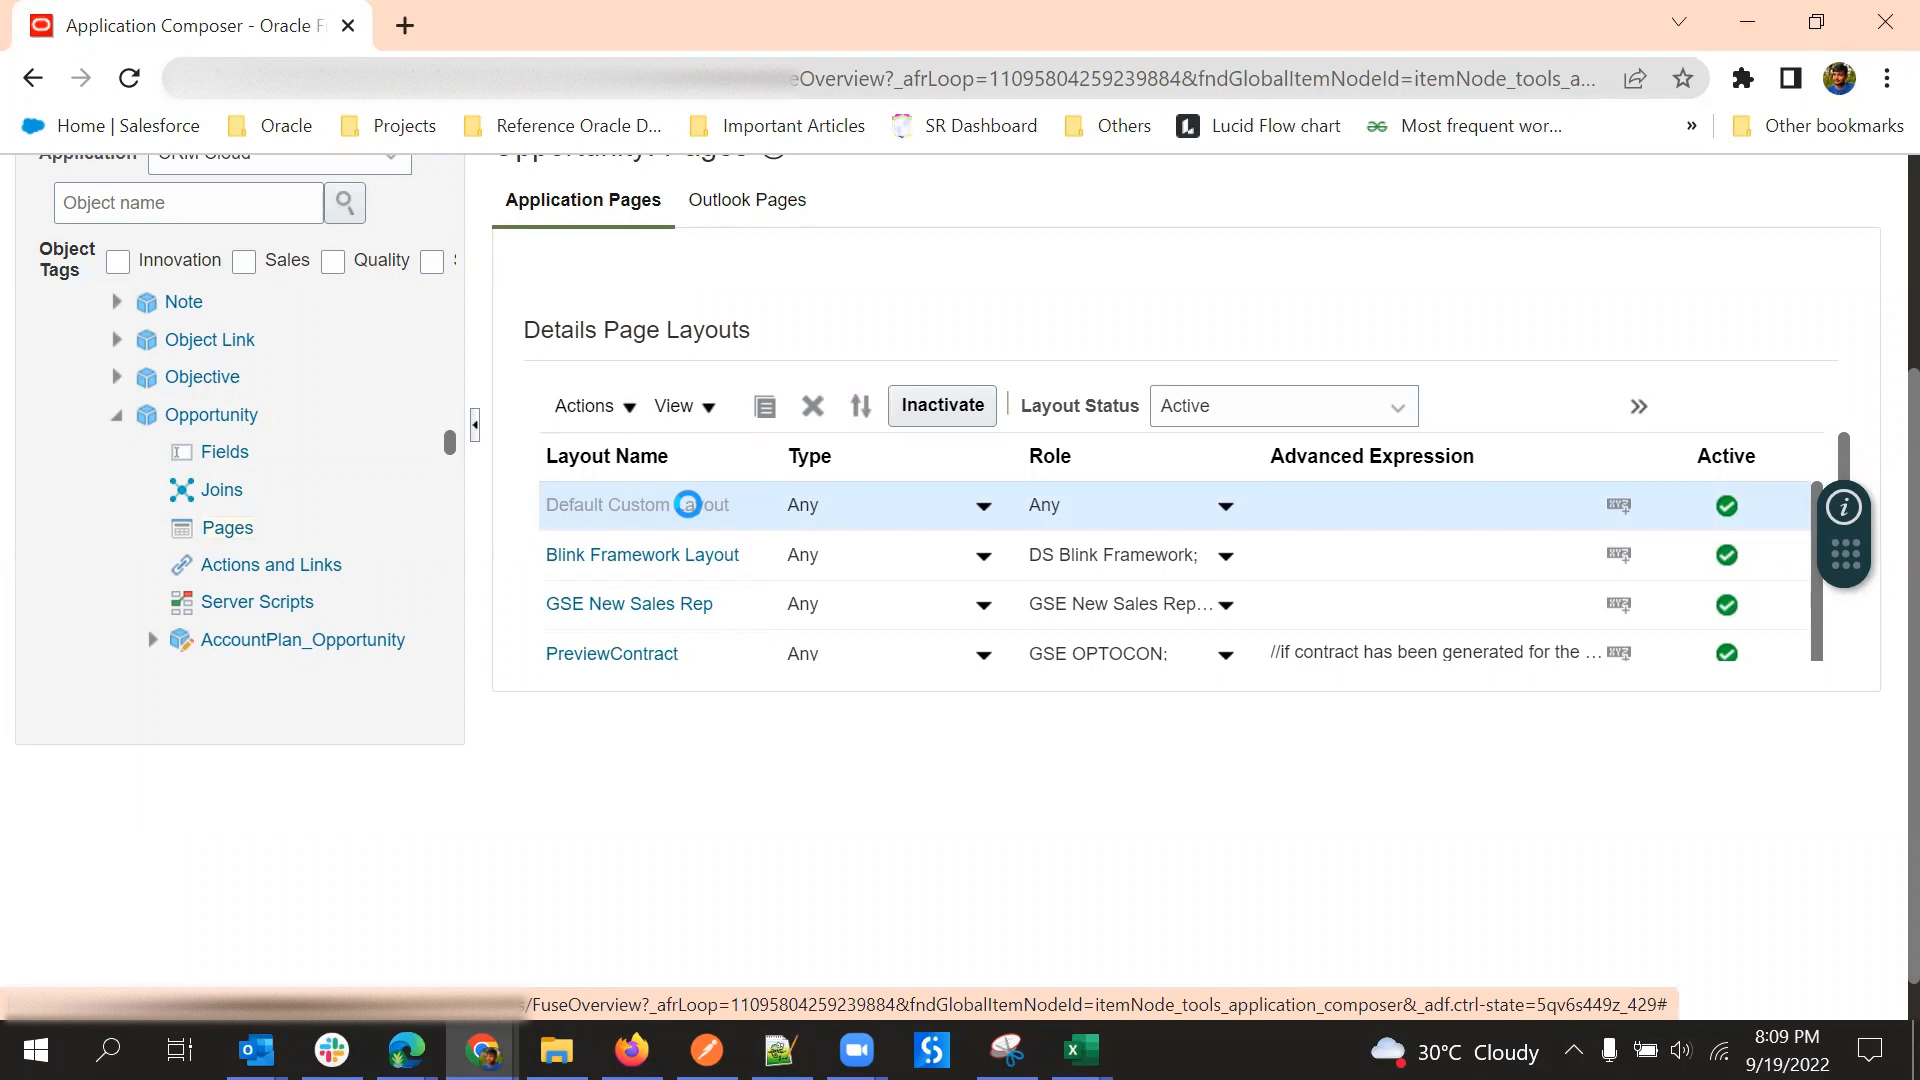 Application Composer - Oracle F
eOverview?_afrLoop=11095804259239884&fndGlobalItemNodeId=itemNode_tools_a...
Home | Salesforce
Oracle
Projects
Reference Oracle D...
Important Articles
SR Dashboard
Others
Lucid Flow chart
Most frequent wor...
»
Other bookmarks
Application
CRM Cloud
Opportunity: Pages
Object name
Application Pages
Outlook Pages
Object Tags
Innovation
Sales
Quality
Note
Object Link
Objective
Opportunity
Fields
Joins
Pages
Actions and Links
Server Scripts
AccountPlan_Opportunity
Details Page Layouts
Actions
View
Inactivate
Layout Status
Active
Layout Name
Type
Role
Advanced Expression
Active
Default Custom Layout
Any
Any
Blink Framework Layout
Any
DS Blink Framework;
GSE New Sales Rep
Any
GSE New Sales Rep...
PreviewContract
Any
GSE OPTOCON;
//if contract has been generated for the ...
/FuseOverview?_afrLoop=11095804259239884&fndGlobalItemNodeId=itemNode_tools_application_composer&_adf.ctrl-state=5qv6s449z_429#
30°C Cloudy
8:09 PM
9/19/2022